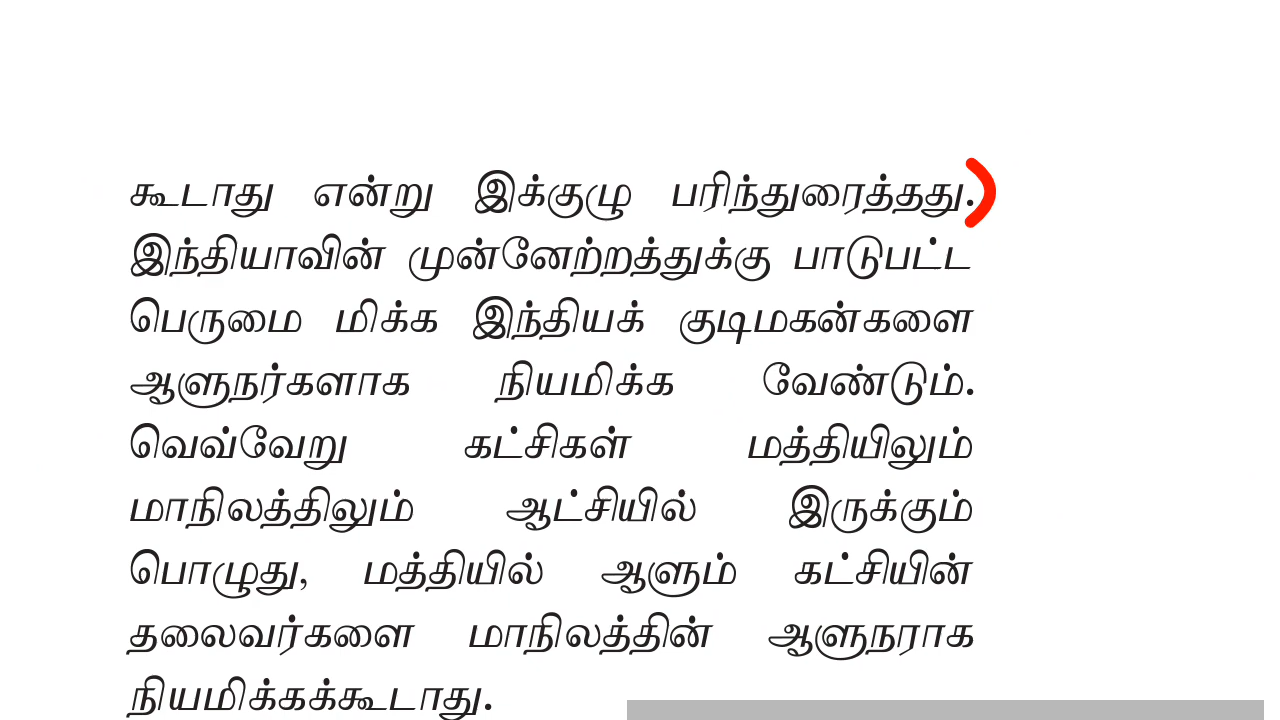 கூடாது என்று இக்குழு பரிந்துரைத்தது.
இந்தியாவின் முன்னேற்றத்துக்கு பாடுபட்ட
பெருமை மிக்க இந்தியக் குடிமகன்களை
ஆளுநர்களாக நியமிக்க வேண்டும்.
வெவ்வேறு கட்சிகள் மத்தியிலும்
மாநிலத்திலும் ஆட்சியில் இருக்கும்
பொழுது, மத்தியில் ஆளும் கட்சியின்
தலைவர்களை மாநிலத்தின் ஆளுநராக
நியமிக்கக்கூடாது.